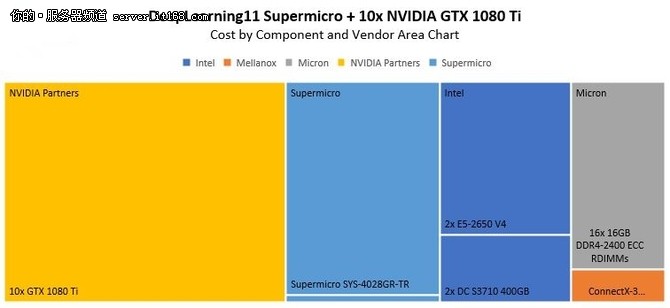 你的·服务器频道 server.it168.com
DeepLearning11 Supermicro + 10x NVIDIA GTX 1080 Ti
Cost by Component and Vendor Area Chart
Intel Mellanox Micron NVIDIA Partners Supermicro
NVIDIA Partners
10x GTX 1080 Ti
Supermicro
Supermicro SYS-4028GR-TR
Intel
2x E5-2650 V4
2x DC S3710 400GB
Micron
16x 16GB
DDR4-2400 ECC
RDIMMs
ConnectX-3...